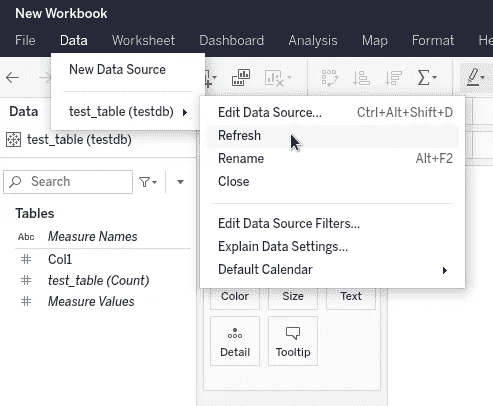 New Workbook
File Data Worksheet Dashboard Analysis Map Format He
New Data Source
test_table (testdb)
Data
test_table (testdb)
Search
Tables
Abc Measure Names
Col1
test_table (Count)
Measure Values
Edit Data Source... Ctrl+Alt+Shift+D
Refresh
Rename Alt+F2
Close
Edit Data Source Filters...
Explain Data Settings...
Default Calendar
Color Size Text
Detail Tooltip